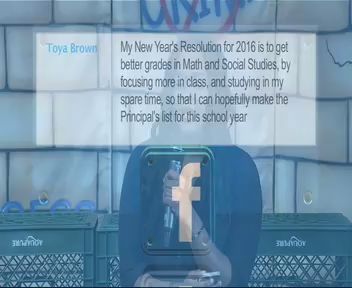 Toya Brown
My New Year's Resolution for 2016 is to get
better grades in Math and Social Studies, by
focusing more in class, and studying in my
spare time, so that I can hopefully make the
Principal's list for this school year
f
AQUAPURE
AQUAPURE